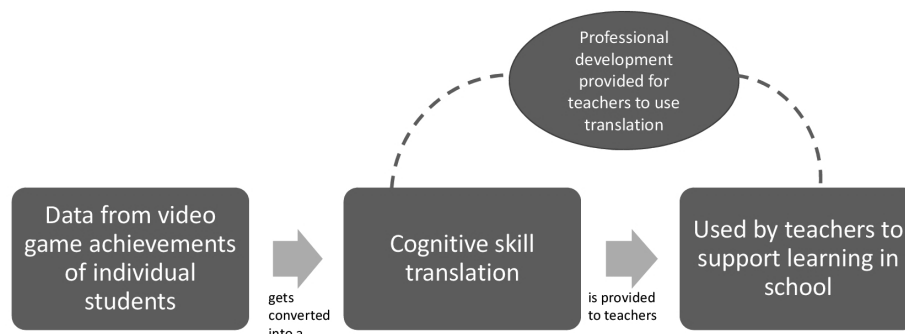 Professional
development
provided for
teachers to use
translation
Data from video
game achievements
of individual
students
gets
converted
into a
Cognitive skill
translation
is provided
to teachers
Used by teachers to
support learning in
school